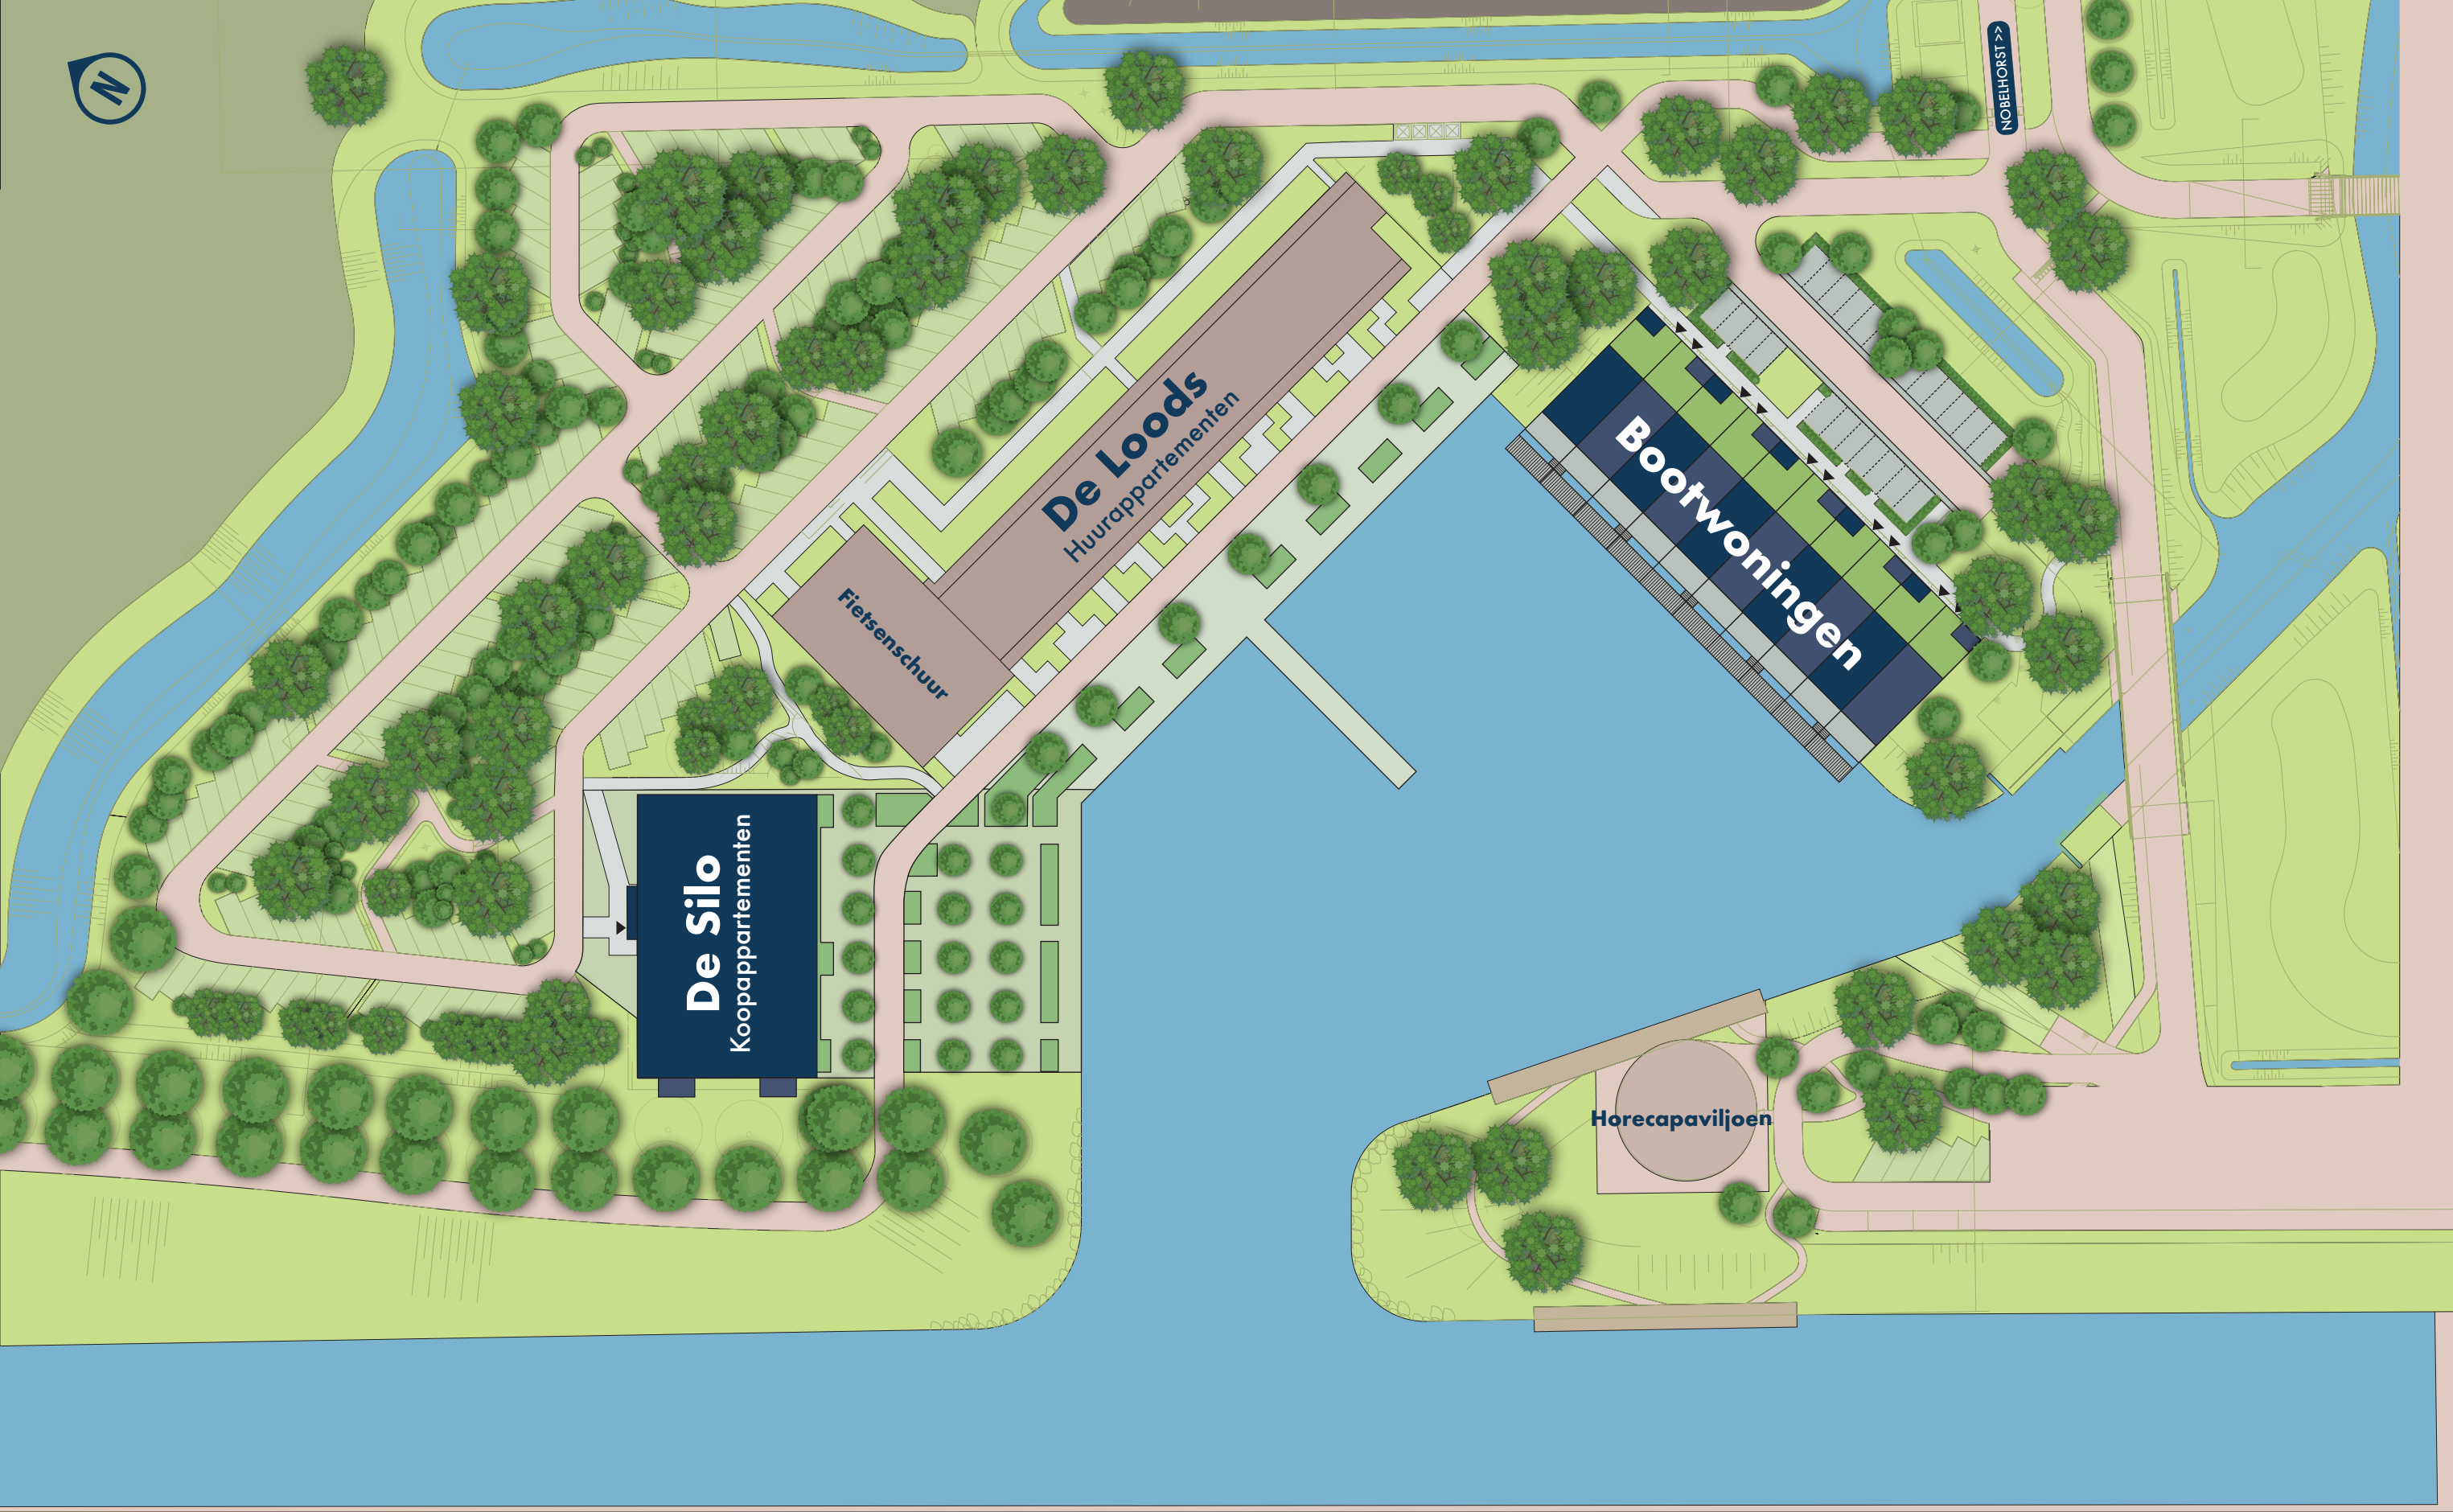 N
NOBELHORST >>
De Loods
Huurappartementen
Bootwoningen
Fietsenschuur
De Silo
Koopappartementen
Horecapaviljoen